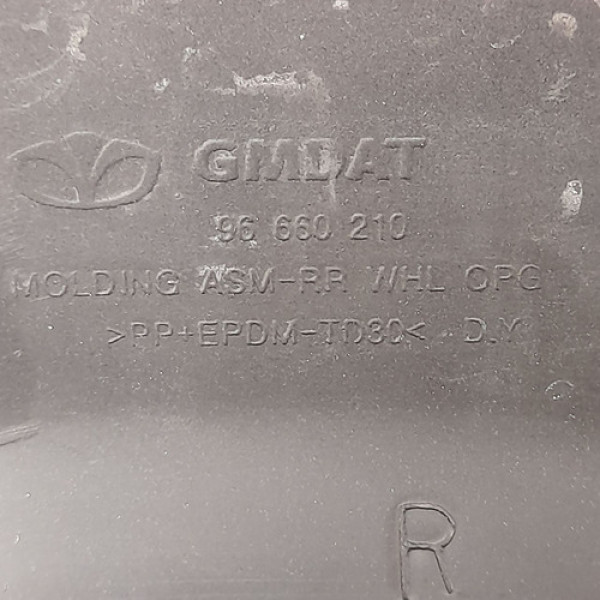 GMDAT
96 660 210
MOLDING ASM-RR WHL OPG
>PP+EPDM-TD30< D.Y
R